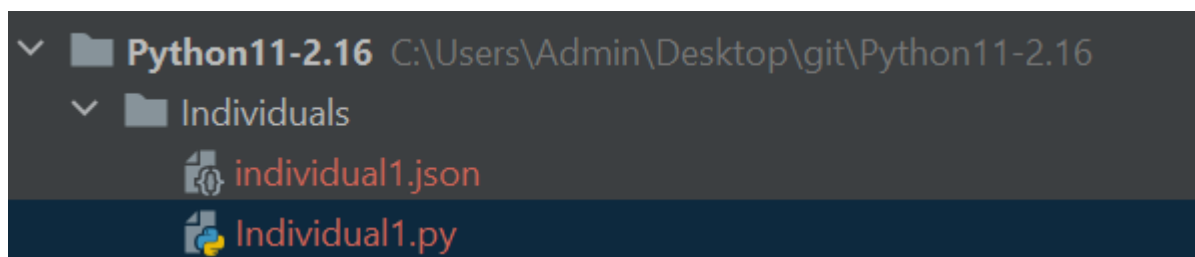 Python11-2.16 C:\Users\Admin\Desktop\git\Python11-2.16
Individuals
individual1.json
Individual1.py